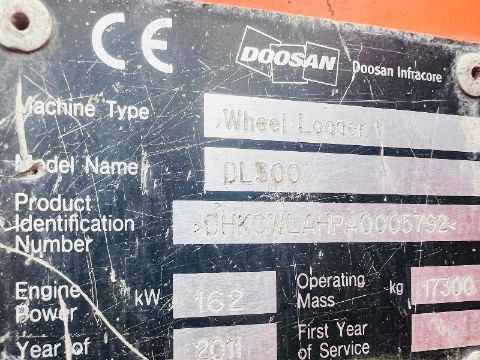 CE
DOOSAN Doosan Infracore
Machine Type Wheel Loader
Model Name DL300
Product
Identification >DHKCWLAHPA0005792<
Number
Engine Power kW 162 Operating Mass kg 17300
Year of 2011 First Year of Service